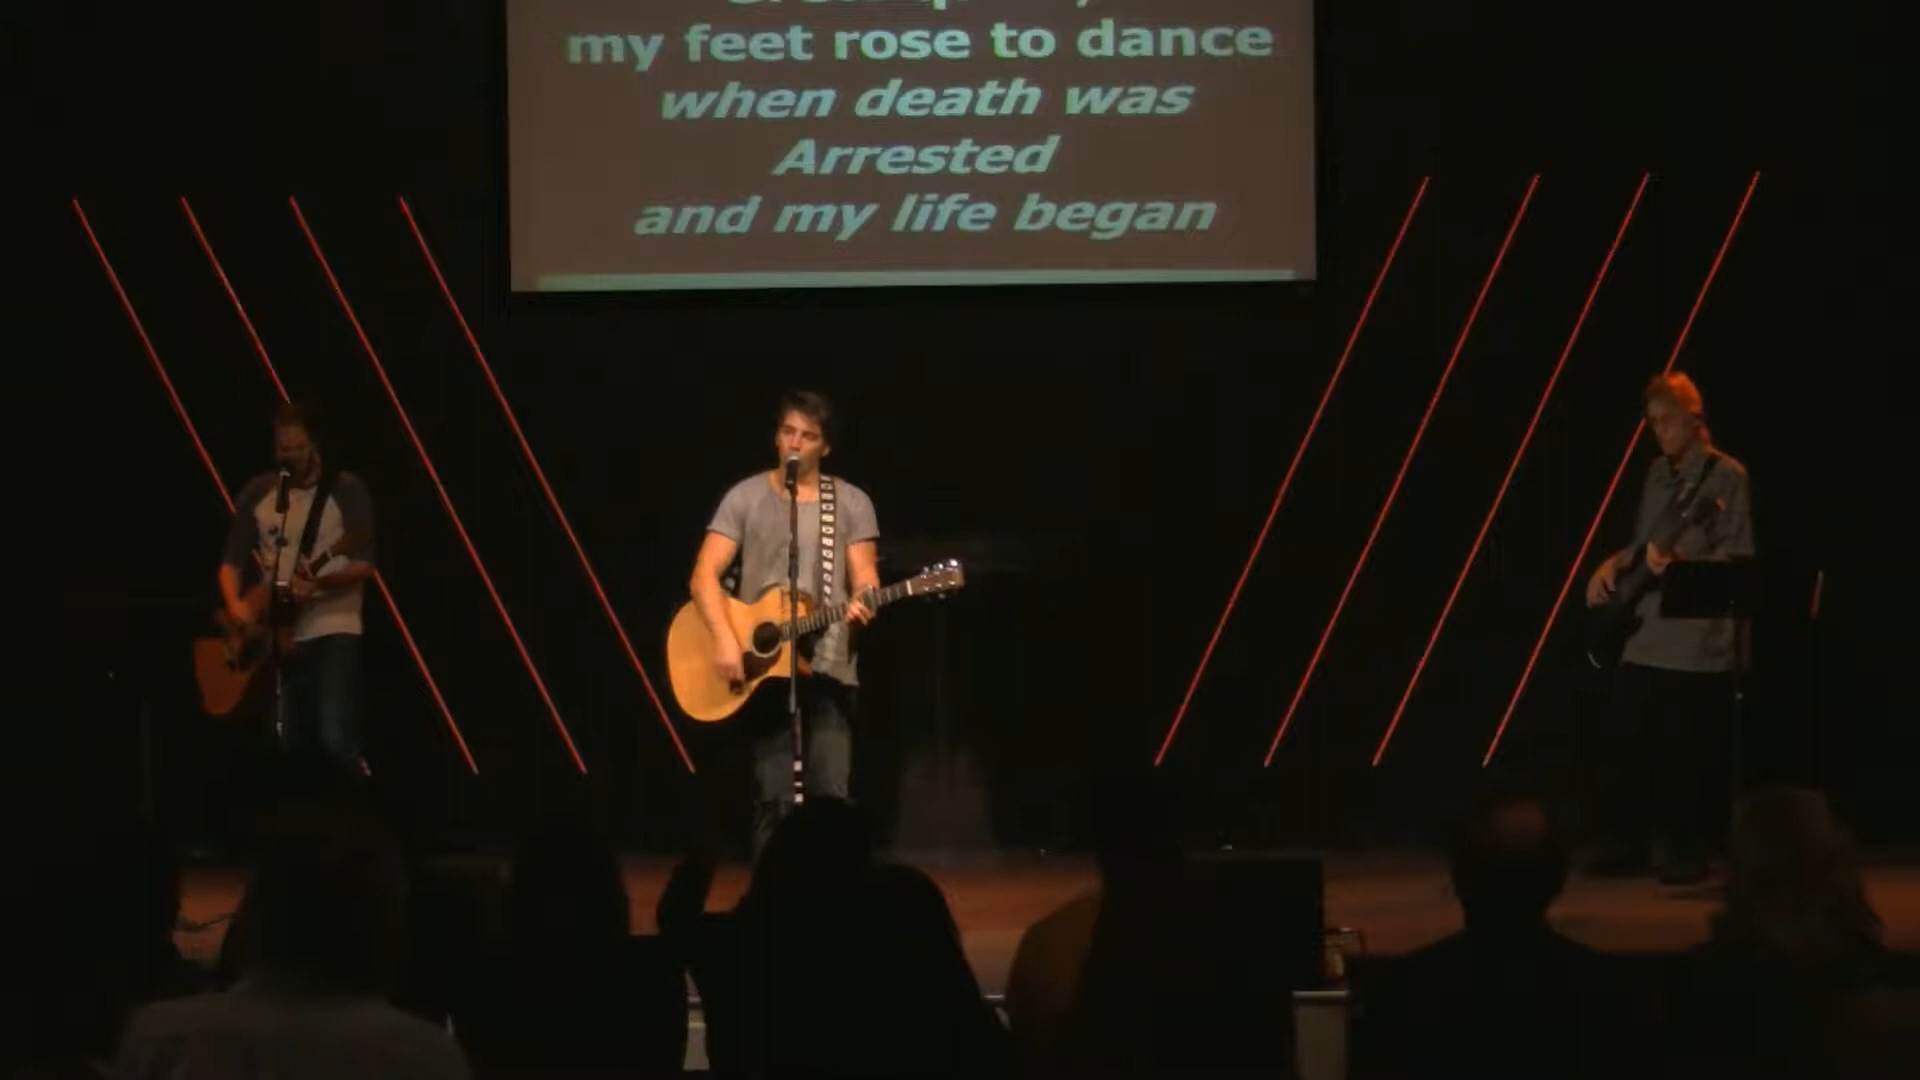 my feet rose to dance
when death was
Arrested
and my life began